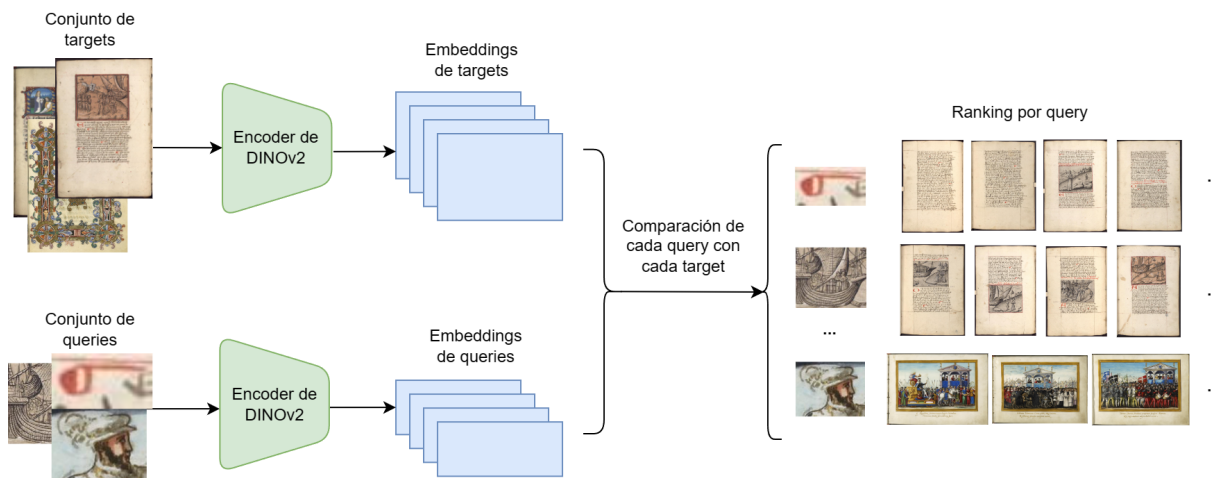 Conjunto de
targets
Encoder de
DINOv2
Embeddings
de targets
Conjunto de
queries
Encoder de
DINOv2
Embeddings
de queries
Comparación de
cada query con
cada target
Ranking por query
...